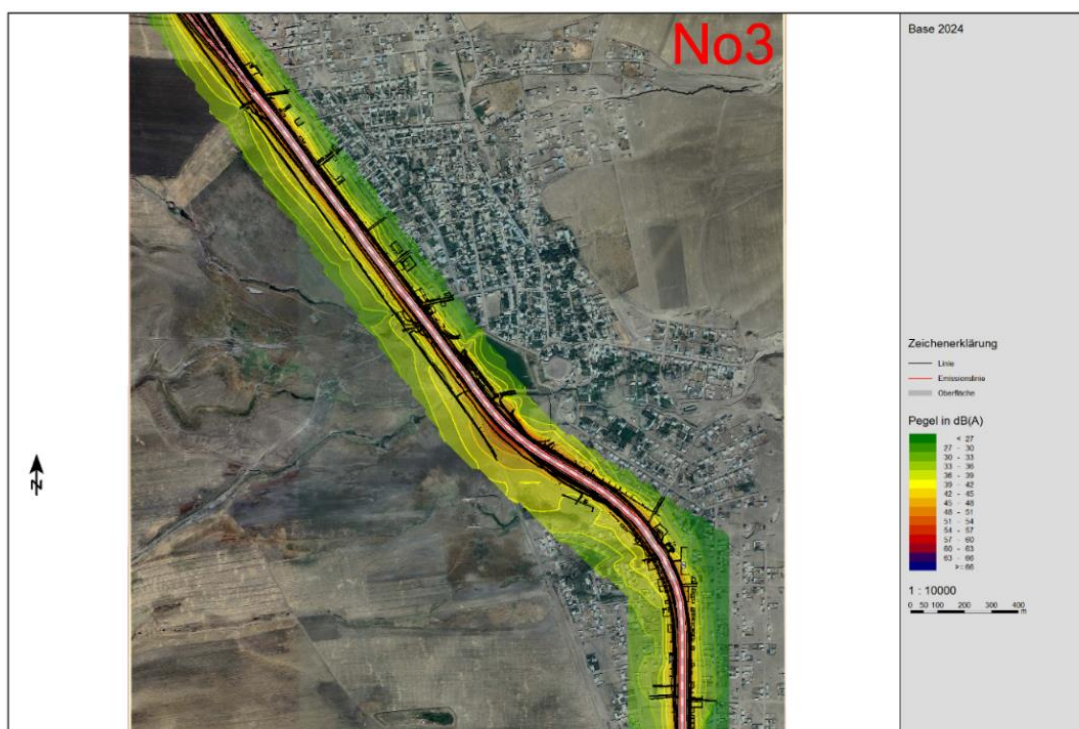 No3
Base 2024
Zeichenerklärung
Linie
Emissionslinie
Oberfläche
Pegel in dB(A)
< 27
27 - 30
30 - 33
33 - 36
36 - 39
39 - 42
42 - 45
45 - 48
48 - 51
51 - 54
54 - 57
57 - 60
60 - 63
63 - 66
>= 66
1 : 10000
0 50 100 200 300 400
m
N